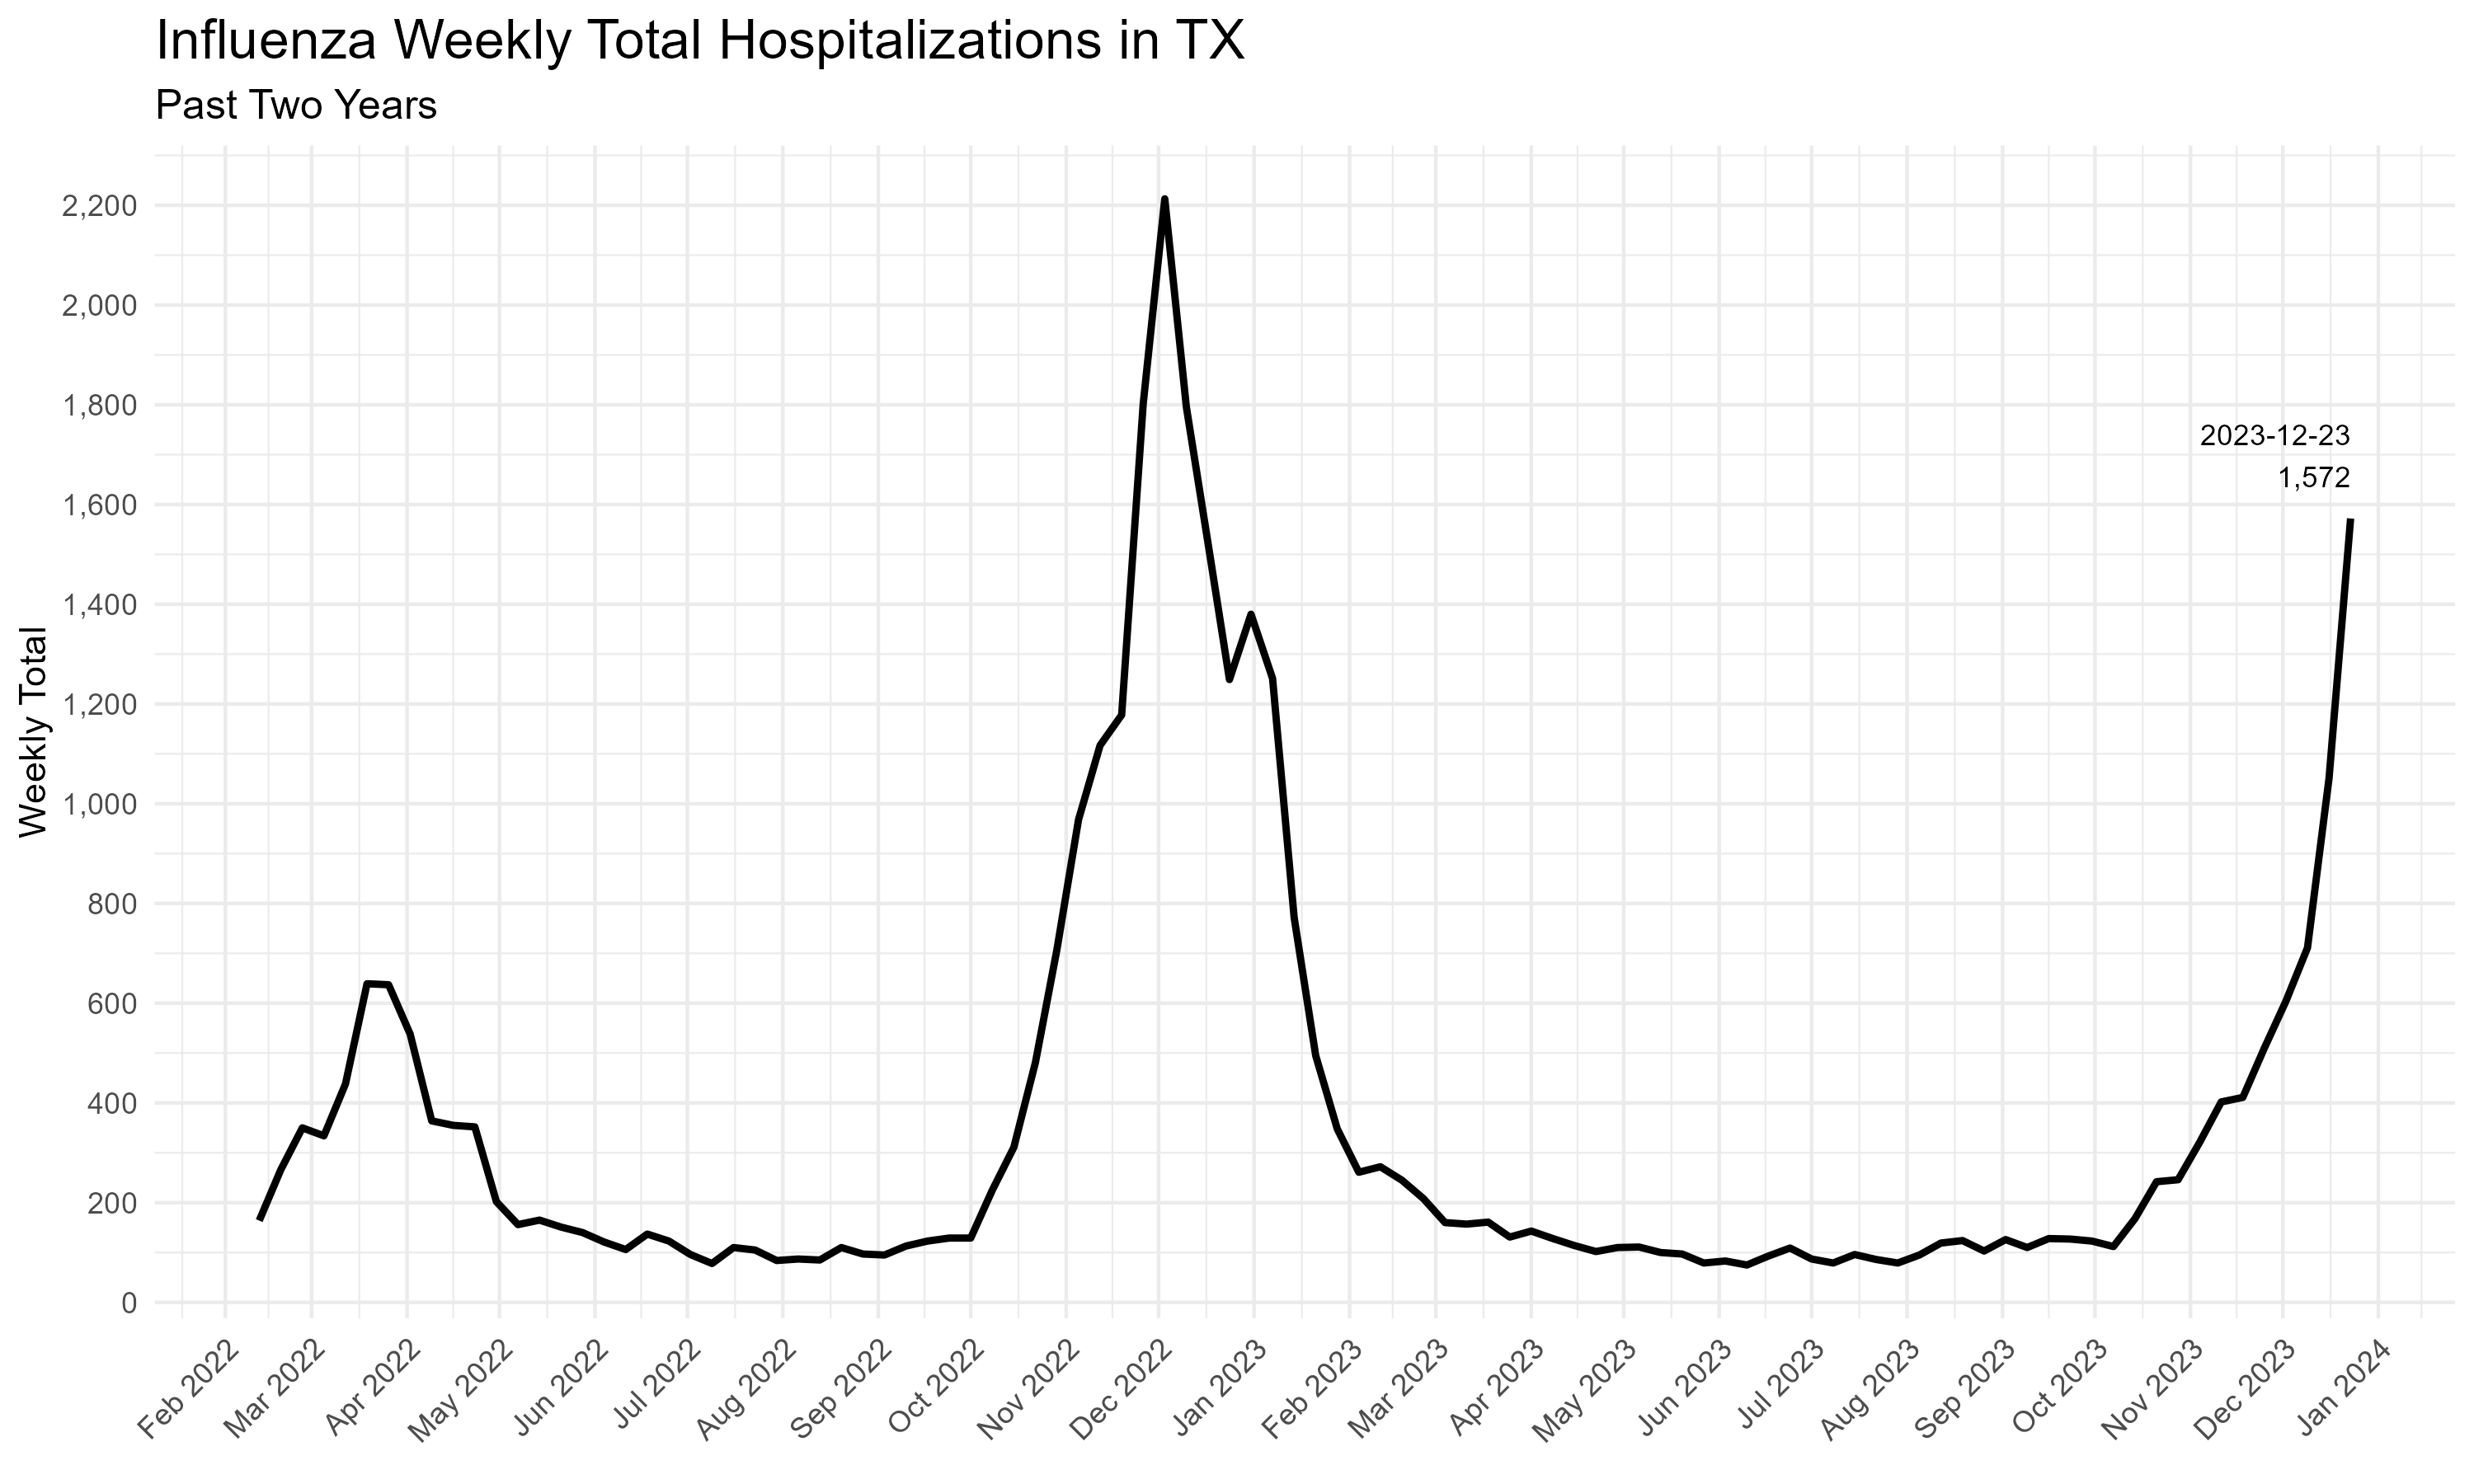 Influenza Weekly Total Hospitalizations in TX
Past Two Years
Weekly Total
2,200
2,000
1,800
1,600
1,400
1,200
1,000
800
600
400
200
0
2023-12-23
1,572
Feb 2022
Mar 2022
Apr 2022
May 2022
Jun 2022
Jul 2022
Aug 2022
Sep 2022
Oct 2022
Nov 2022
Dec 2022
Jan 2023
Feb 2023
Mar 2023
Apr 2023
May 2023
Jun 2023
Jul 2023
Aug 2023
Sep 2023
Oct 2023
Nov 2023
Dec 2023
Jan 2024